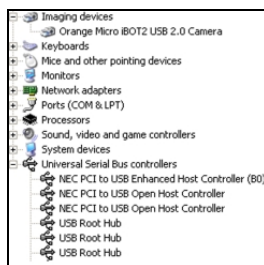 Imaging devices
Orange Micro iBOT2 USB 2.0 Camera
Keyboards
Mice and other pointing devices
Monitors
Network adapters
Ports (COM & LPT)
Processors
Sound, video and game controllers
System devices
Universal Serial Bus controllers
NEC PCI to USB Enhanced Host Controller (B0)
NEC PCI to USB Open Host Controller
NEC PCI to USB Open Host Controller
USB Root Hub
USB Root Hub
USB Root Hub